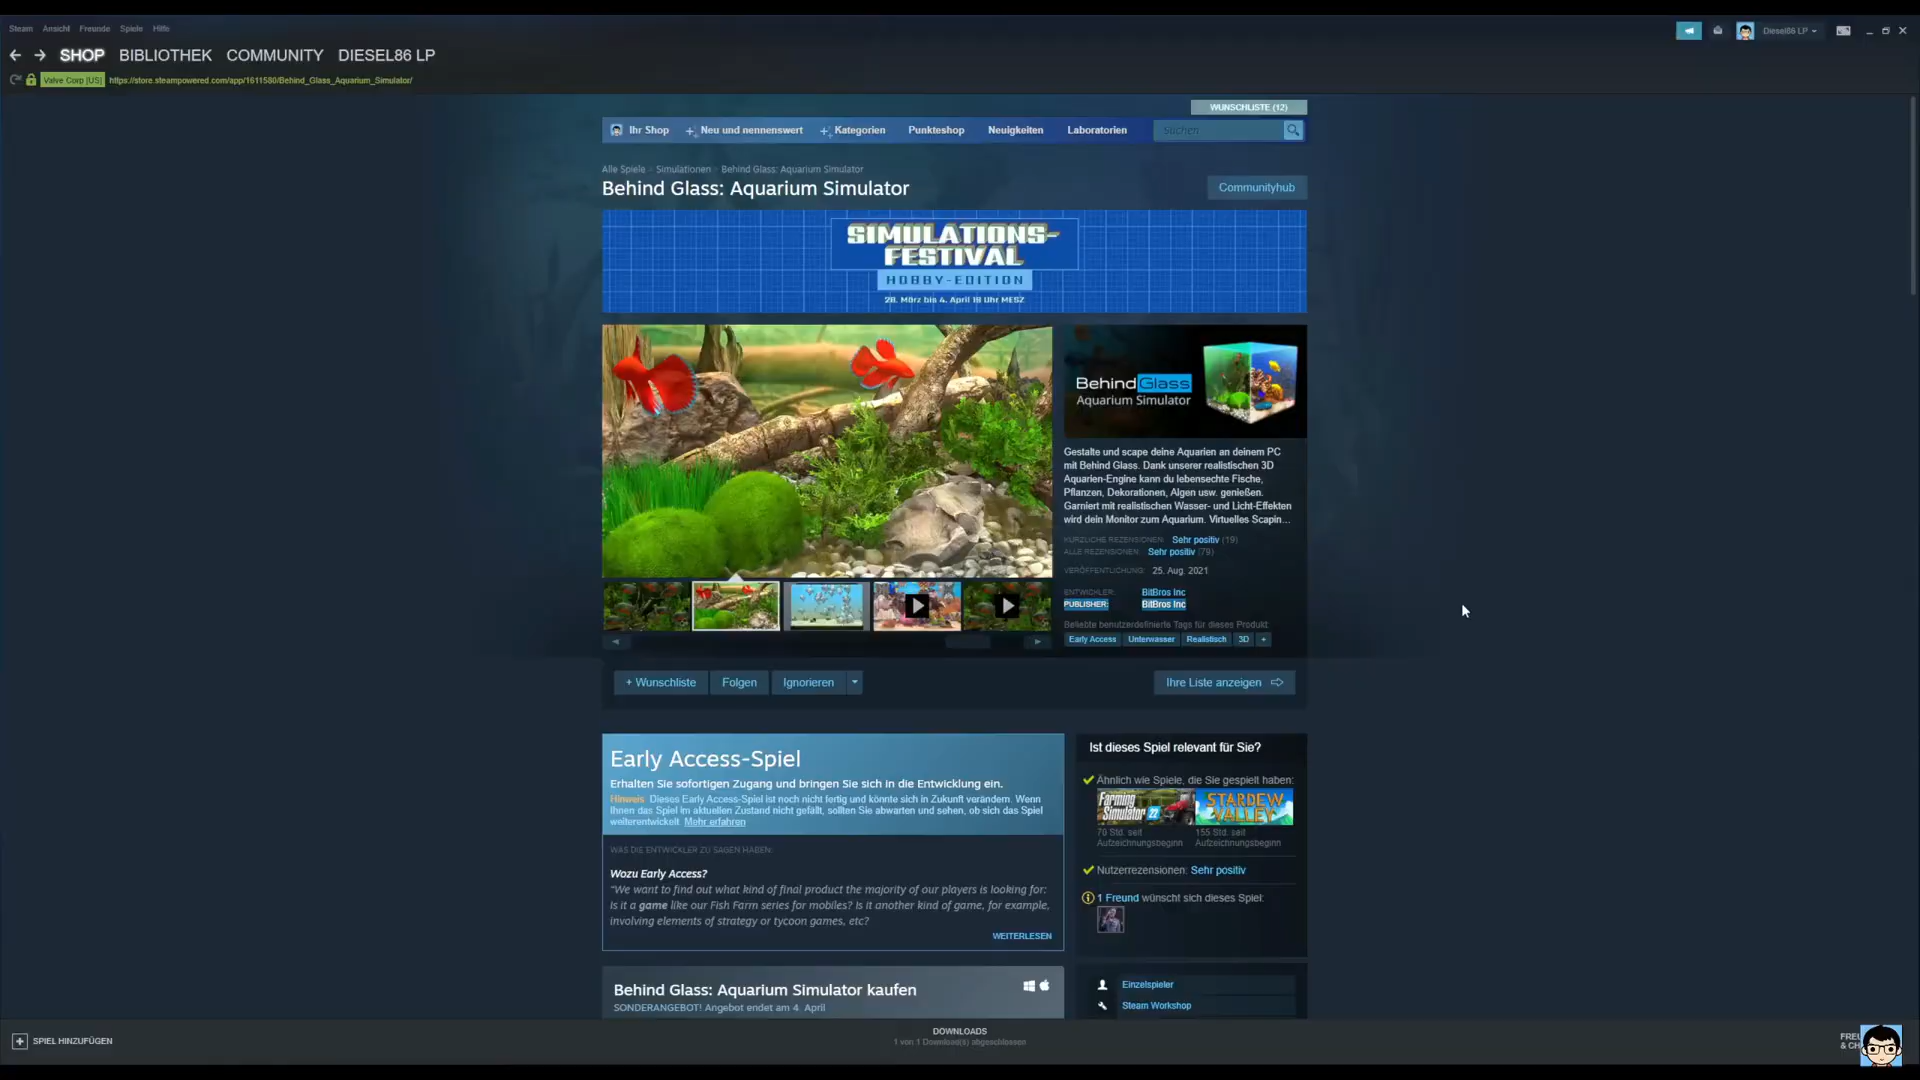 Steam Ansicht Freunde Spiele Hilfe
Diesel86 LP
SHOP BIBLIOTHEK COMMUNITY DIESEL86 LP
Valve Corp [US] https://store.steampowered.com/app/1611580/Behind_Glass_Aquarium_Simulator/
WUNSCHLISTE (12)
Ihr Shop Neu und nennenswert Kategorien Punkteshop Neuigkeiten Laboratorien Suchen
Alle Spiele > Simulationen > Behind Glass: Aquarium Simulator
Behind Glass: Aquarium Simulator
Communityhub
SIMULATIONS-
FESTIVAL
HOBBY-EDITION
28. März bis 4. April 19 Uhr MESZ
BehindGlass
Aquarium Simulator
Gestalte und scape deine Aquarien an deinem PC
mit Behind Glass. Dank unserer realistischen 3D
Aquarien-Engine kann du lebensechte Fische,
Pflanzen, Dekorationen, Algen usw. genießen.
Garniert mit realistischen Wasser- und Licht-Effekten
wird dein Monitor zum Aquarium. Virtuelles Scapin...
KÜRZLICHE REZENSIONEN: Sehr positiv (19)
ALLE REZENSIONEN: Sehr positiv (79)
VERÖFFENTLICHUNG: 25. Aug. 2021
ENTWICKLER: BitBros Inc
PUBLISHER: BitBros Inc
Beliebte benutzerdefinierte Tags für dieses Produkt:
Early Access Unterwasser Realistisch 3D +
+ Wunschliste Folgen Ignorieren
Ihre Liste anzeigen
Early Access-Spiel
Erhalten Sie sofortigen Zugang und bringen Sie sich in die Entwicklung ein.
Hinweis: Dieses Early Access-Spiel ist noch nicht fertig und könnte sich in Zukunft verändern. Wenn
Ihnen das Spiel im aktuellen Zustand nicht gefällt, sollten Sie abwarten und sehen, ob sich das Spiel
weiterentwickelt. Mehr erfahren
WAS DIE ENTWICKLER ZU SAGEN HABEN:
Wozu Early Access?
"We want to find out what kind of final product the majority of our players is looking for:
Is it a game like our Fish Farm series for mobiles? Is it another kind of game, for example,
involving elements of strategy or tycoon games, etc?
WEITERLESEN
Ist dieses Spiel relevant für Sie?
Ähnlich wie Spiele, die Sie gespielt haben:
Farming
Simulator 22
STARDEW
VALLEY
70 Std. seit
Aufzeichnungsbeginn
155 Std. seit
Aufzeichnungsbeginn
Nutzerrezensionen: Sehr positiv
1 Freund wünscht sich dieses Spiel:
Behind Glass: Aquarium Simulator kaufen
SONDERANGEBOT! Angebot endet am 4. April
Einzelspieler
Steam Workshop
+ SPIEL HINZUFÜGEN
DOWNLOADS
1 von 1 Download(s) abgeschlossen